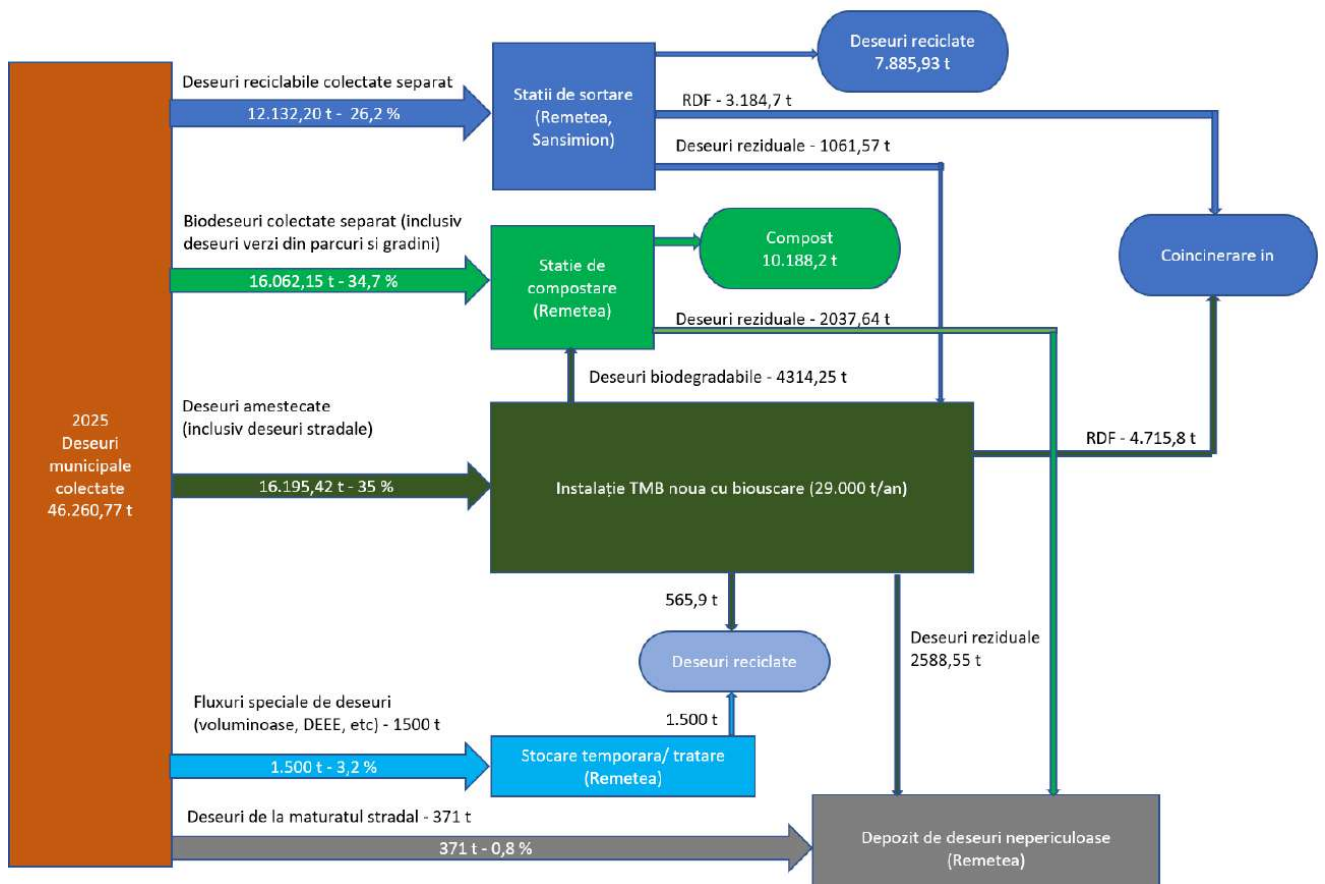 Deseuri reciclate
7.885,93 t
Deseuri reciclabile colectate separat
12.132,20 t - 26,2 %
Statii de sortare
(Remetea,
Sansimion)
RDF - 3.184,7 t
Deseuri reziduale - 1061,57 t
Biodeseuri colectate separat (inclusiv
deseuri verzi din parcuri si gradini)
16.062,15 t - 34,7 %
Statie de
compostare
(Remetea)
Compost
10.188,2 t
Coincinerare in
Deseuri reziduale - 2037,64 t
Deseuri biodegradabile - 4314,25 t
2025
Deseuri
municipale
colectate
46.260,77 t
Deseuri amestecate
(inclusiv deseuri stradale)
16.195,42 t - 35 %
Instalație TMB noua cu biouscare (29.000 t/an)
RDF - 4.715,8 t
565,9 t
Deseuri reciclate
Deseuri reziduale
2588,55 t
Fluxuri speciale de deseuri
(voluminoase, DEEE, etc) - 1500 t
1.500 t - 3,2 %
1.500 t
Stocare temporara/ tratare
(Remetea)
Deseuri de la maturatul stradal - 371 t
371 t - 0,8 %
Depozit de deseuri nepericuloase
(Remetea)